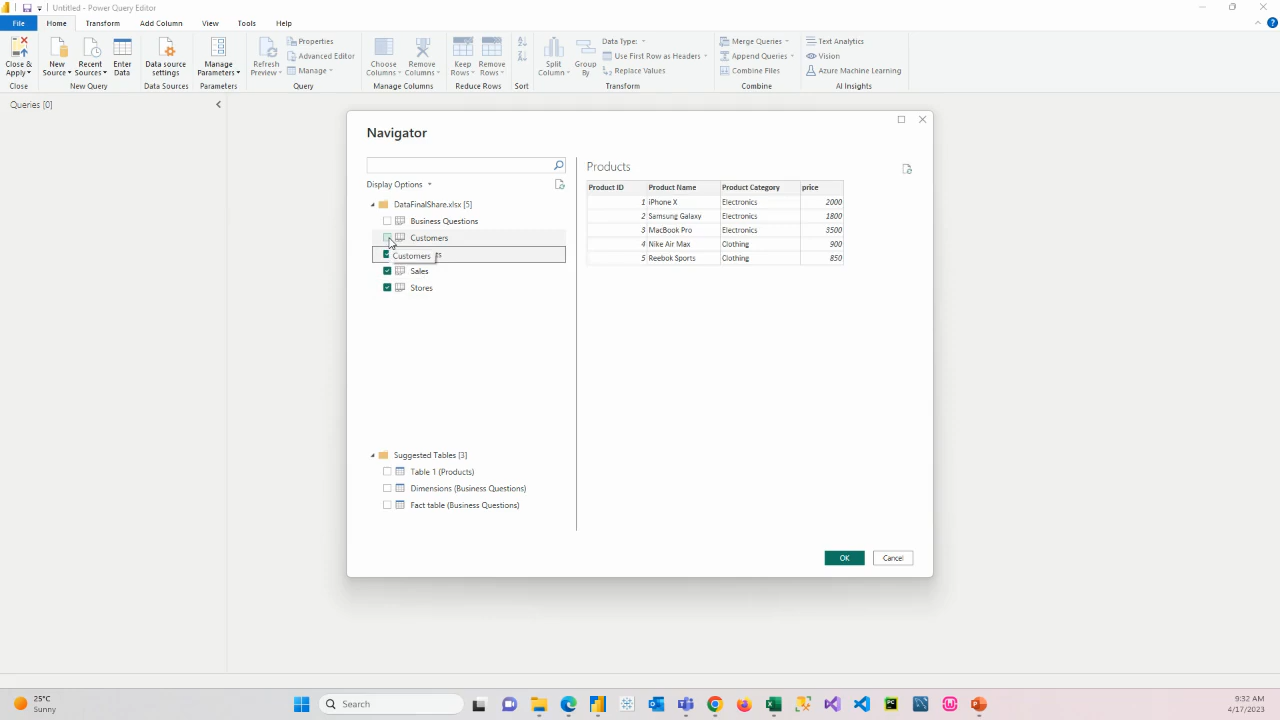 Untitled - Power Query Editor
File Home Transform Add Column View Tools Help
Close & Apply
New Source
Recent Sources
Enter Data
Data source settings
Manage Parameters
Refresh Preview
Properties
Advanced Editor
Manage
Choose Columns
Remove Columns
Keep Rows
Remove Rows
Split Column
Group By
Data Type:
Use First Row as Headers
Replace Values
Merge Queries
Append Queries
Combine Files
Text Analytics
Vision
Azure Machine Learning
Close New Query Data Sources Parameters Query Manage Columns Reduce Rows Sort Transform Combine AI Insights
Queries [0]
Navigator
Display Options
DataFinalShare.xlsx [5]
Business Questions
Customers
Customers
Sales
Stores
Suggested Tables [3]
Table 1 (Products)
Dimensions (Business Questions)
Fact table (Business Questions)
Products
Product ID Product Name Product Category price
1 iPhone X Electronics 2000
2 Samsung Galaxy Electronics 1800
3 MacBook Pro Electronics 3500
4 Nike Air Max Clothing 900
5 Reebok Sports Clothing 850
OK Cancel
25°C
Sunny
Search
9:32 AM
4/17/2023